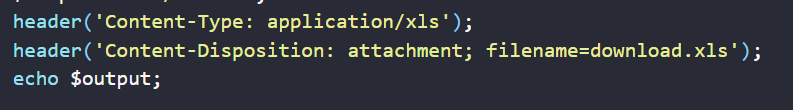 header('Content-Type: application/xls');
header('Content-Disposition: attachment; filename=download.xls');
echo $output;